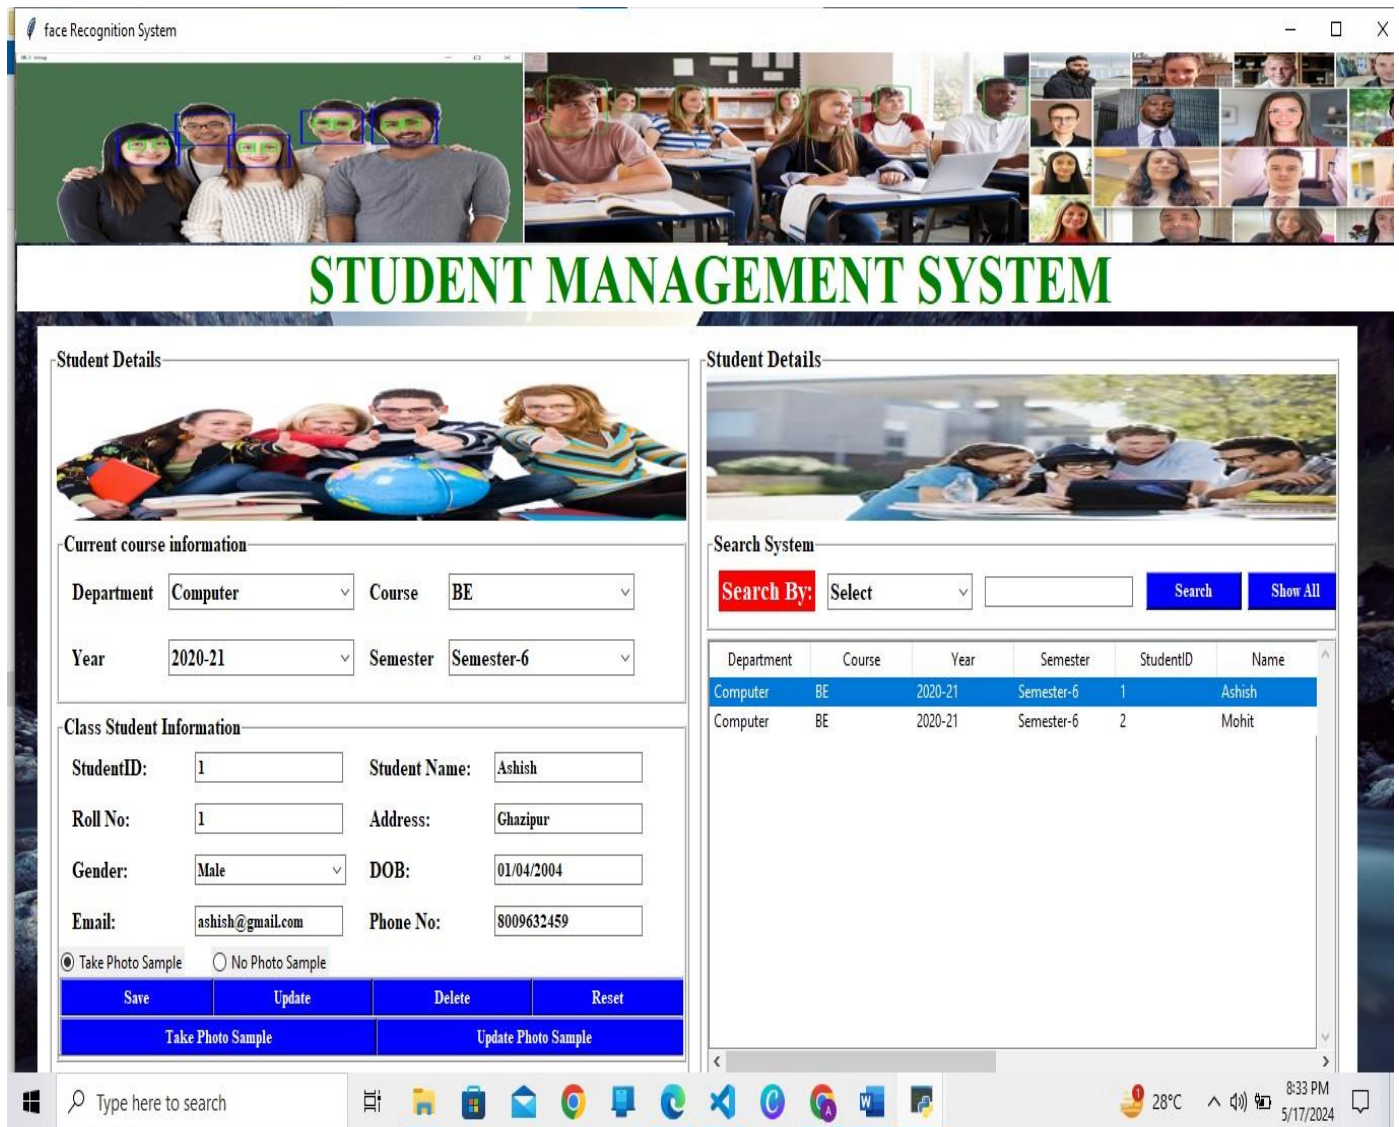 face Recognition System
STUDENT MANAGEMENT SYSTEM
Student Details
Current course information
Department Computer Course BE
Year 2020-21 Semester Semester-6
Class Student Information
StudentID: 1 Student Name: Ashish
Roll No: 1 Address: Ghazipur
Gender: Male DOB: 01/04/2004
Email: ashish@gmail.com Phone No: 8009632459
Take Photo Sample No Photo Sample
Save Update Delete Reset
Take Photo Sample Update Photo Sample
Student Details
Search System
Search By: Select Search Show All
Department Course Year Semester StudentID Name
Computer BE 2020-21 Semester-6 1 Ashish
Computer BE 2020-21 Semester-6 2 Mohit
Type here to search
1
28°C
8:33 PM
5/17/2024